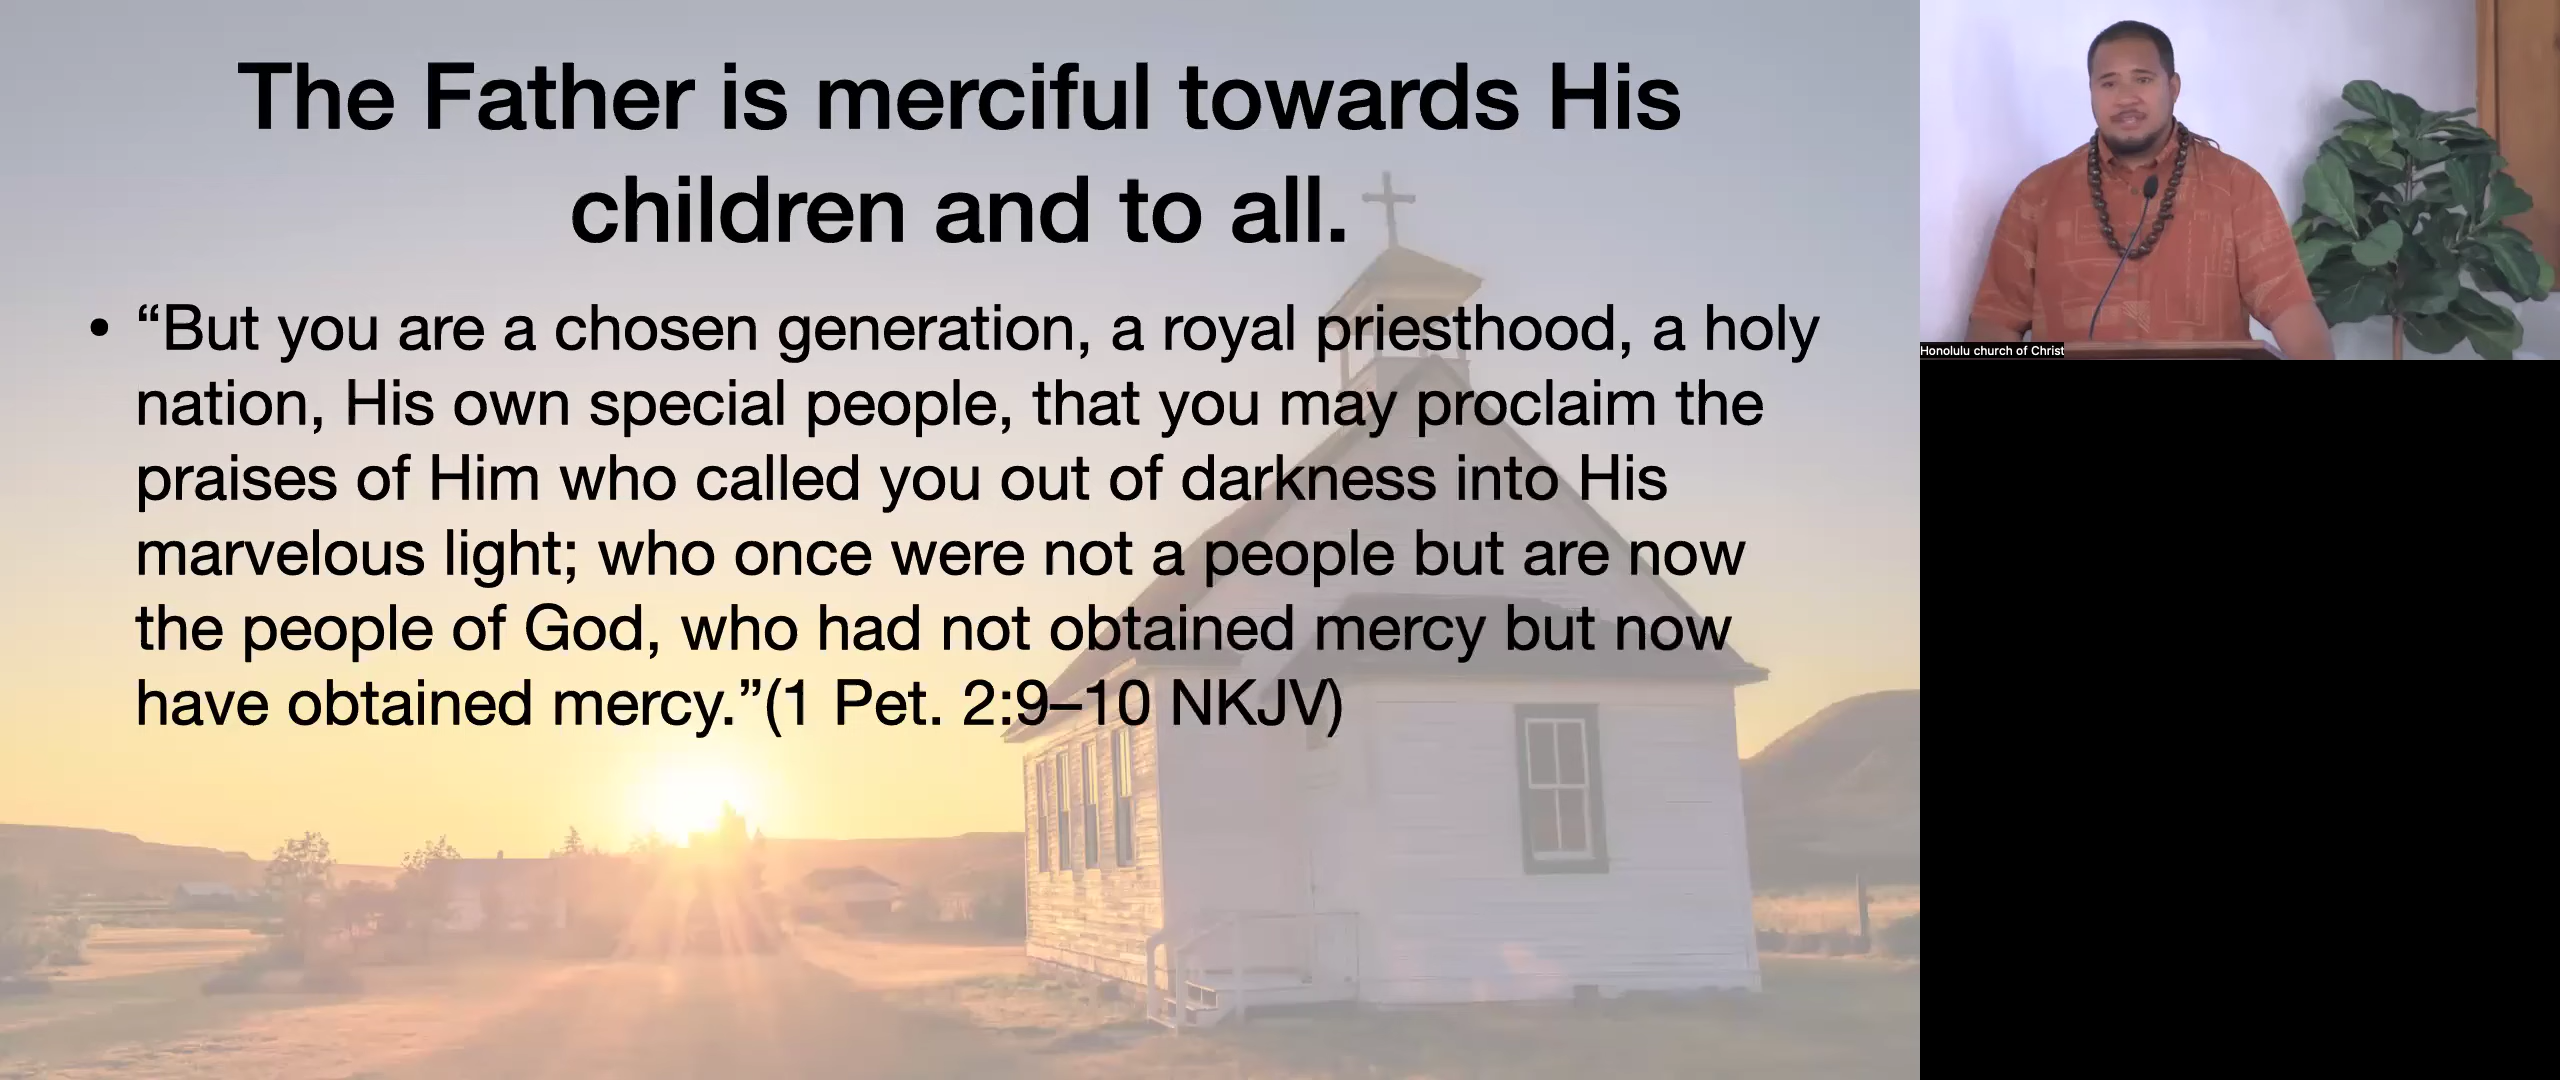 The Father is merciful towards His
children and to all.
• “But you are a chosen generation, a royal priesthood, a holy
nation, His own special people, that you may proclaim the
praises of Him who called you out of darkness into His
marvelous light; who once were not a people but are now
the people of God, who had not obtained mercy but now
have obtained mercy.”(1 Pet. 2:9–10 NKJV)
Honolulu church of Christ